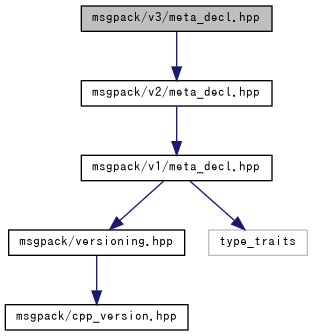 msgpack/v3/meta_decl.hpp
msgpack/v2/meta_decl.hpp
msgpack/v1/meta_decl.hpp
msgpack/versioning.hpp
type_traits
msgpack/cpp_version.hpp